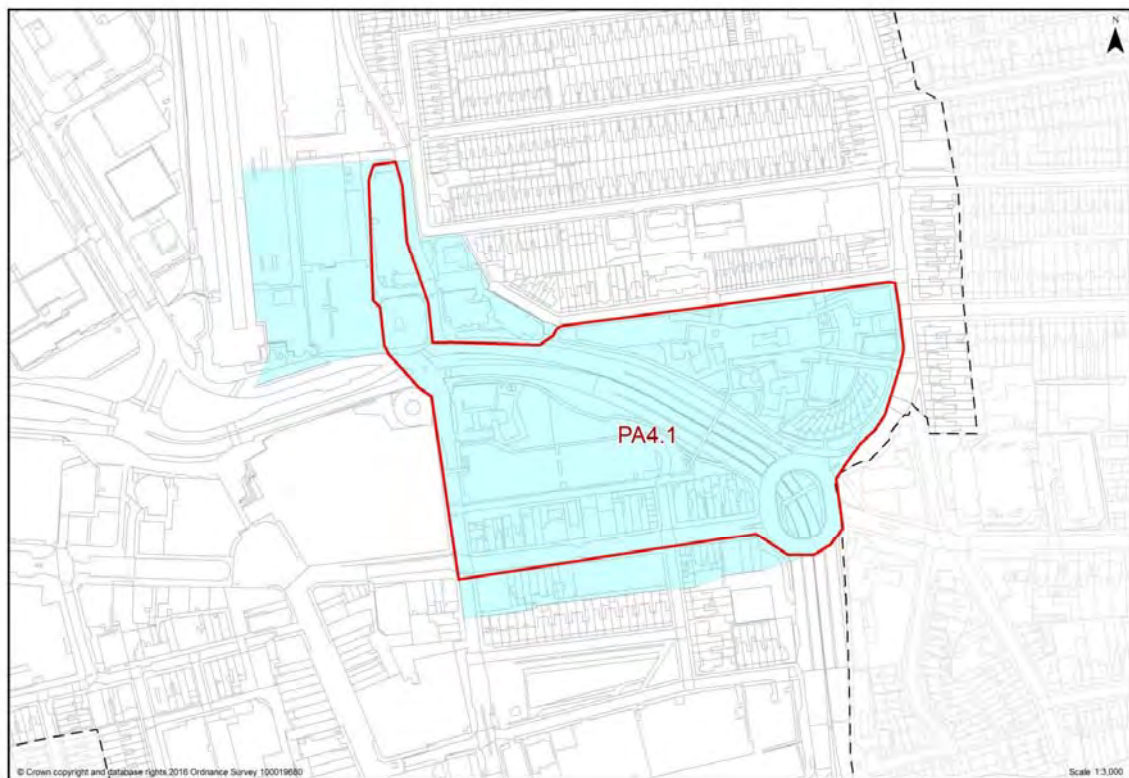 N
PA4.1
© Crown copyright and database rights 2016 Ordnance Survey 100019680
Scale 1:3,000